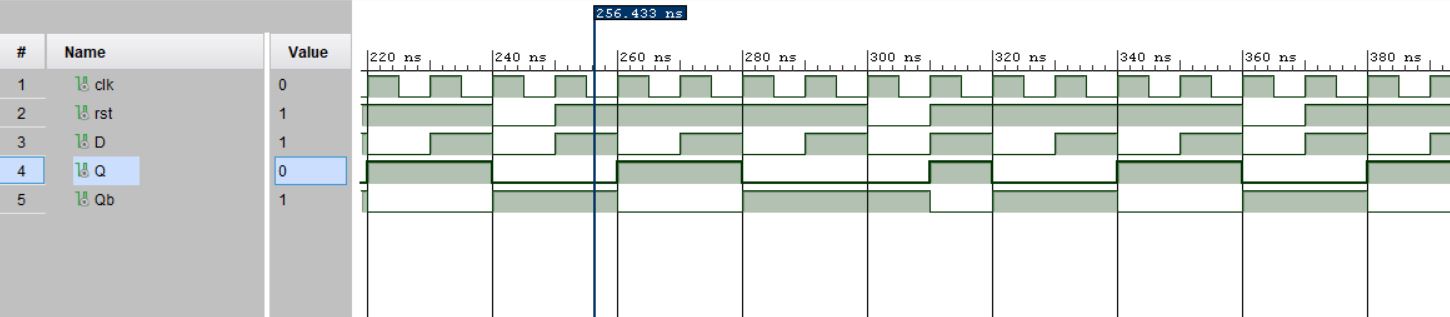 256.433 ns
# Name Value
220 ns 240 ns 260 ns 280 ns 300 ns 320 ns 340 ns 360 ns 380 ns
1 clk 0
2 rst 1
3 D 1
4 Q 0
5 Qb 1